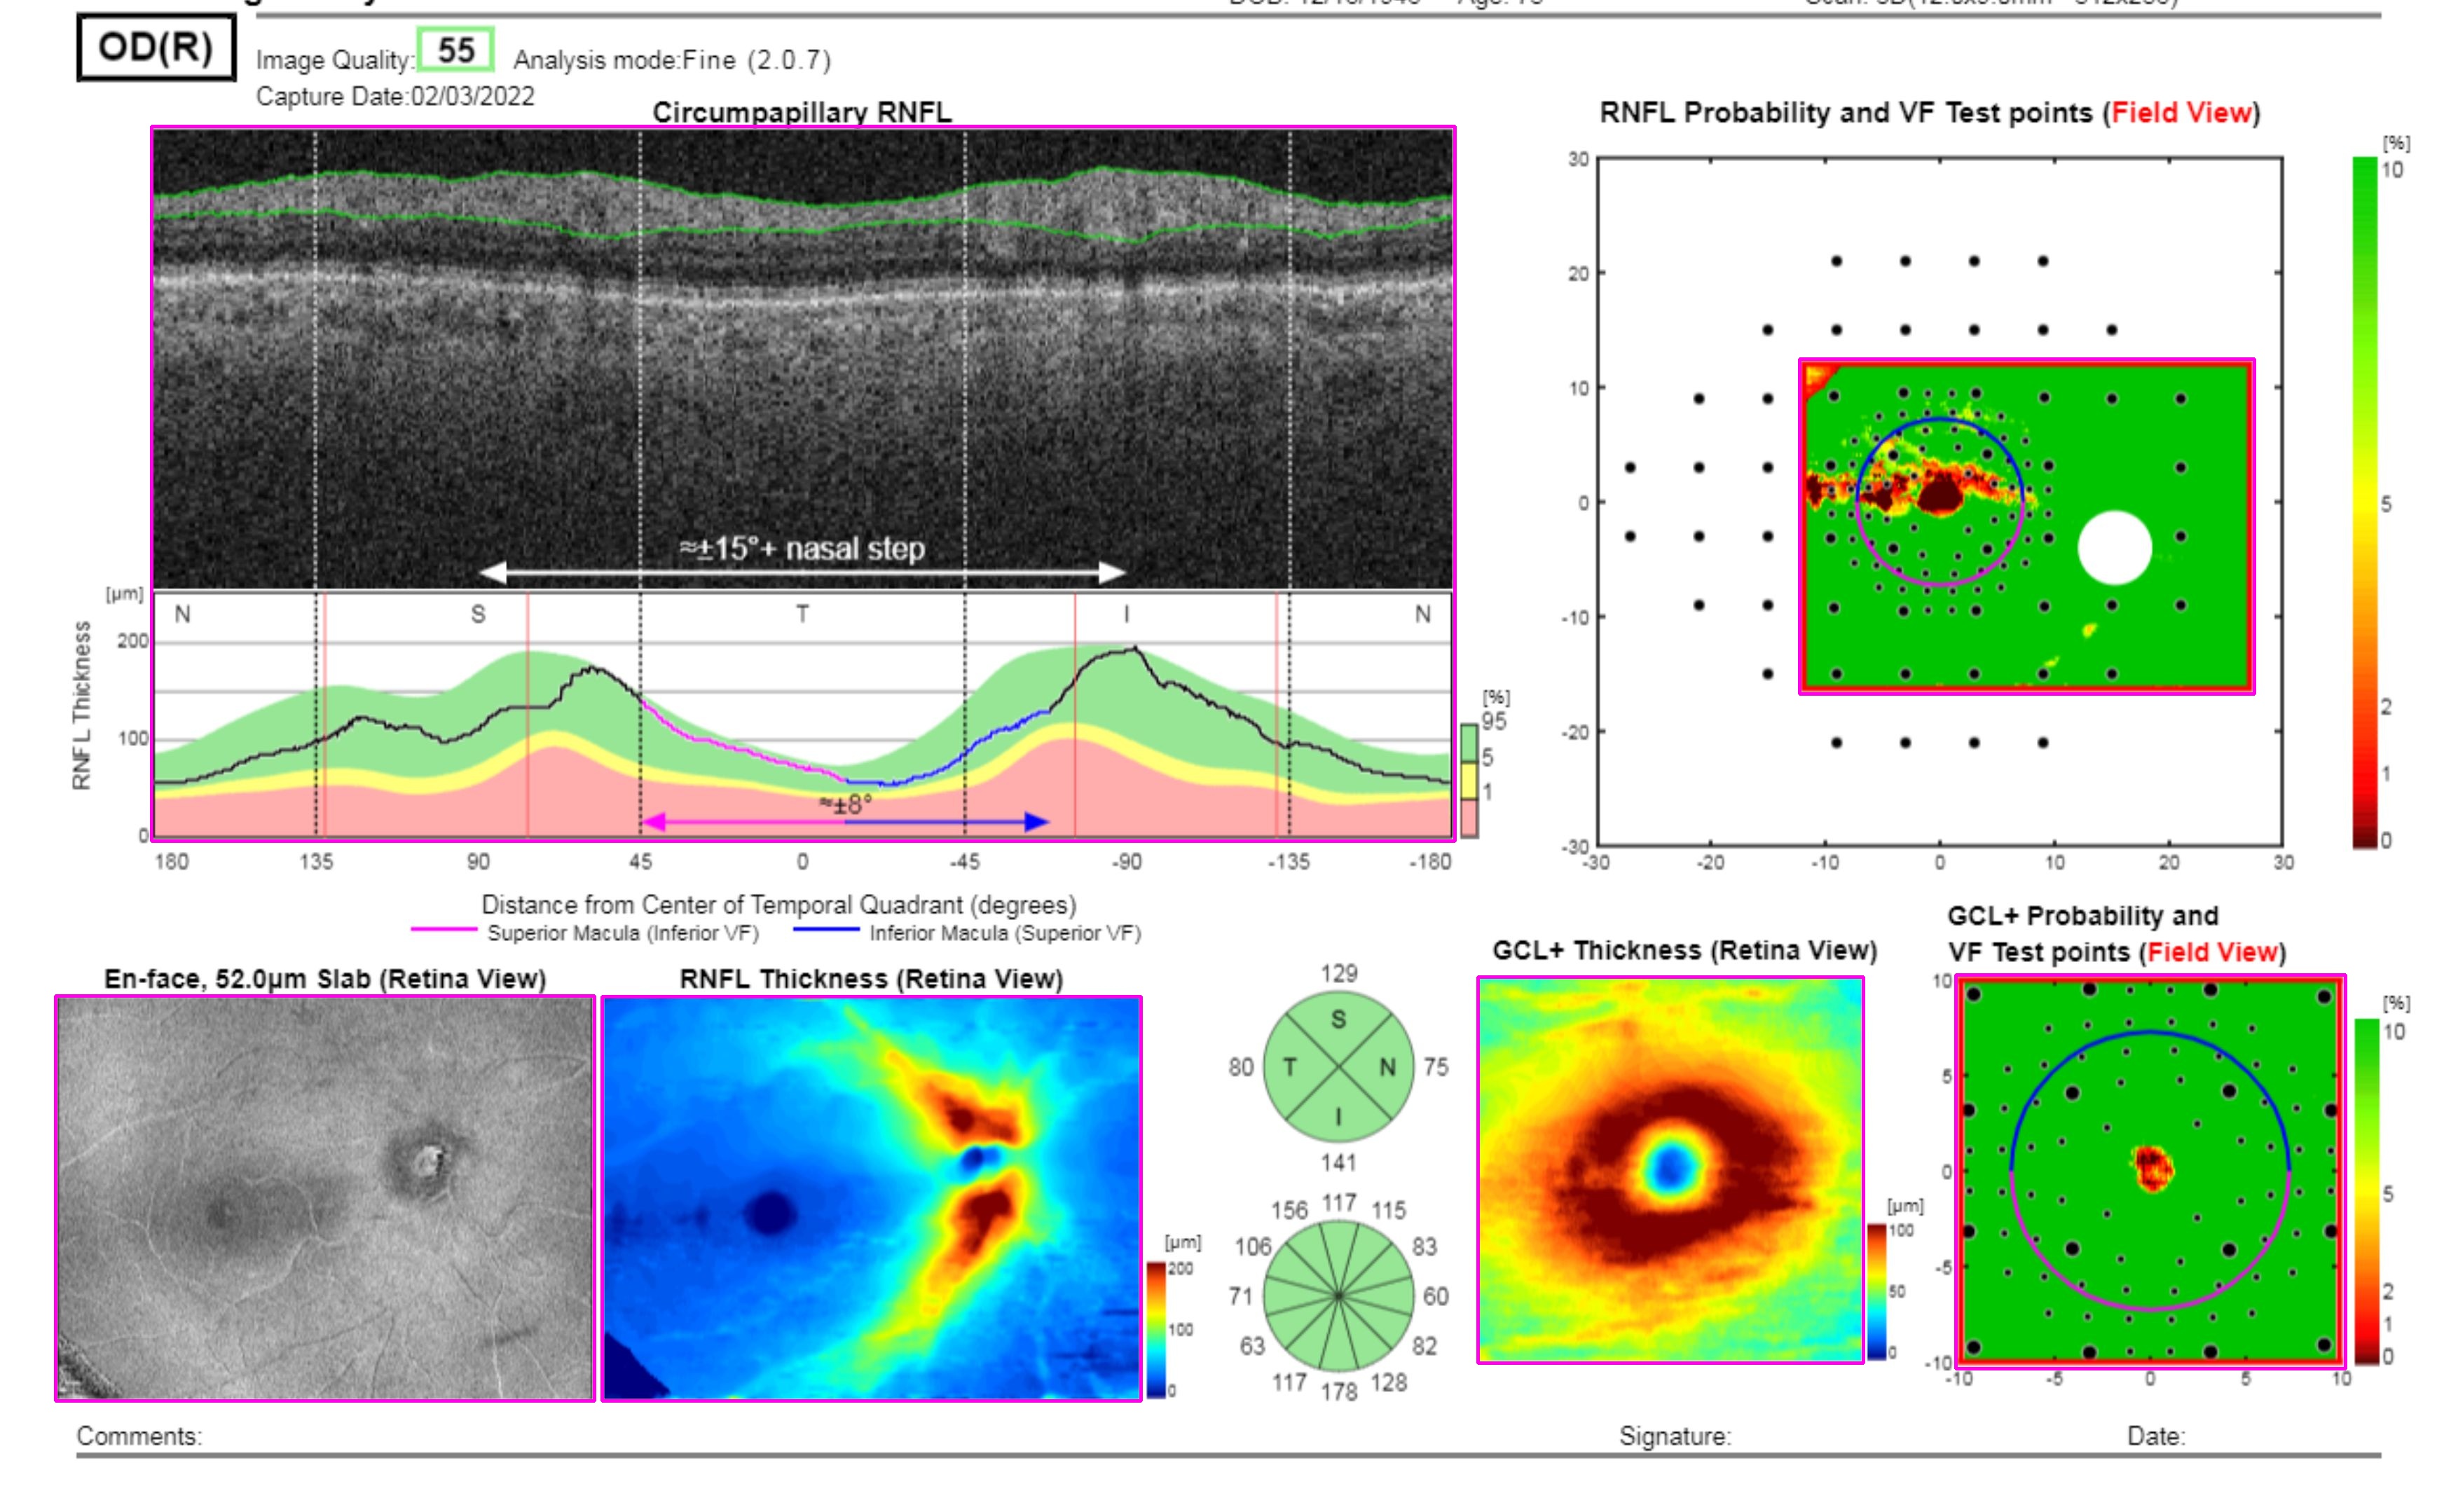 OD(R)
Image Quality: 55 Analysis mode:Fine (2.0.7)
Capture Date:02/03/2022
Circumpapillary RNFL
≈±15°+ nasal step
[µm]
RNFL Thickness
200
100
0
N S T I N
≈±8°
[%]
95
5
1
180 135 90 45 0 -45 -90 -135 -180
Distance from Center of Temporal Quadrant (degrees)
Superior Macula (Inferior VF) Inferior Macula (Superior VF)
RNFL Probability and VF Test points (Field View)
30
20
10
0
-10
-20
-30
-30 -20 -10 0 10 20 30
[%]
10
5
2
1
0
En-face, 52.0µm Slab (Retina View)
RNFL Thickness (Retina View)
[µm]
200
100
0
129
S
80 T N 75
I
141
156 117 115
106 83
71 60
63 82
117 178 128
GCL+ Thickness (Retina View)
[µm]
100
50
0
GCL+ Probability and
VF Test points (Field View)
10
5
0
-5
-10
-10 -5 0 5 10
[%]
10
5
2
1
0
Comments: Signature: Date: